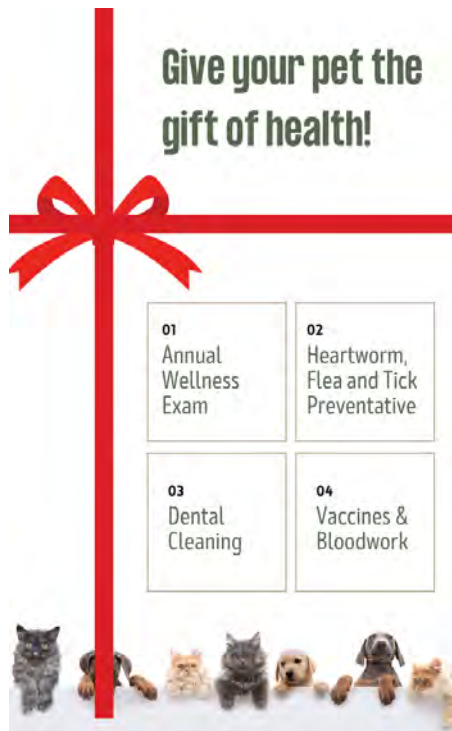 Give your pet the
gift of health!
01
Annual
Wellness
Exam
02
Heartworm,
Flea and Tick
Preventative
03
Dental
Cleaning
04
Vaccines &
Bloodwork